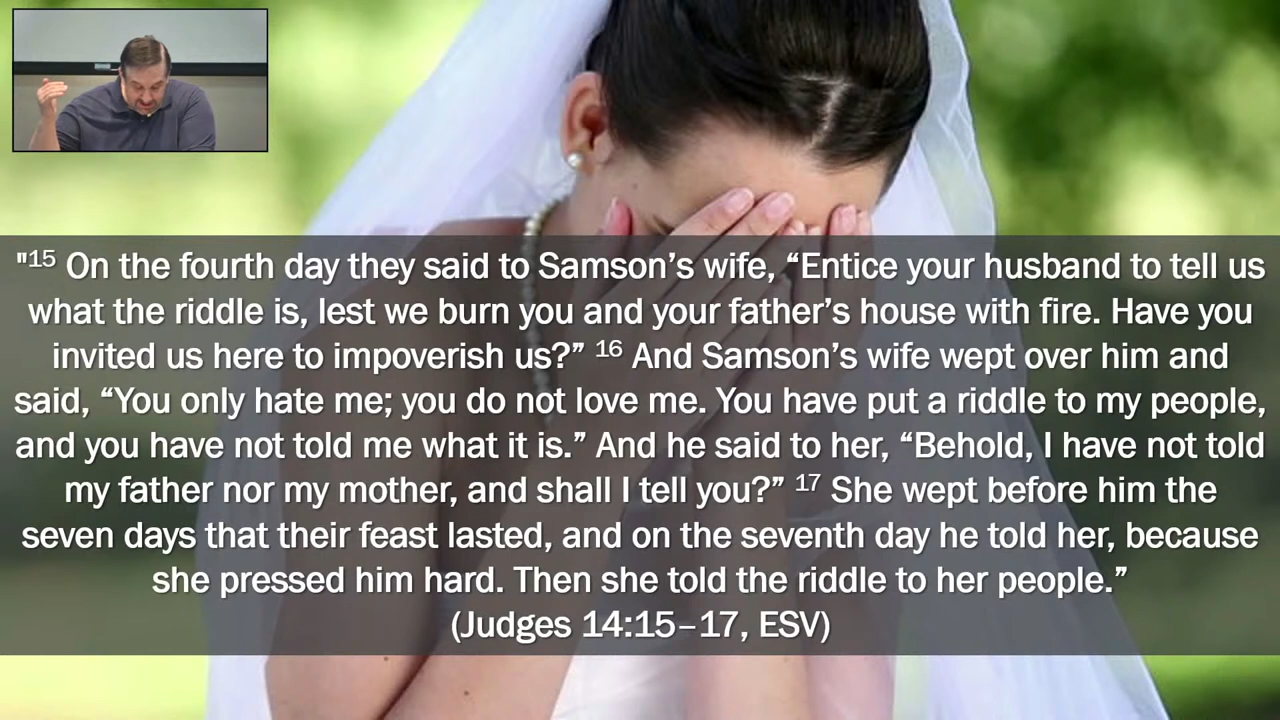 "15 On the fourth day they said to Samson’s wife, “Entice your husband to tell us
what the riddle is, lest we burn you and your father’s house with fire. Have you
invited us here to impoverish us?” 16 And Samson’s wife wept over him and
said, “You only hate me; you do not love me. You have put a riddle to my people,
and you have not told me what it is.” And he said to her, “Behold, I have not told
my father nor my mother, and shall I tell you?” 17 She wept before him the
seven days that their feast lasted, and on the seventh day he told her, because
she pressed him hard. Then she told the riddle to her people.”
(Judges 14:15–17, ESV)